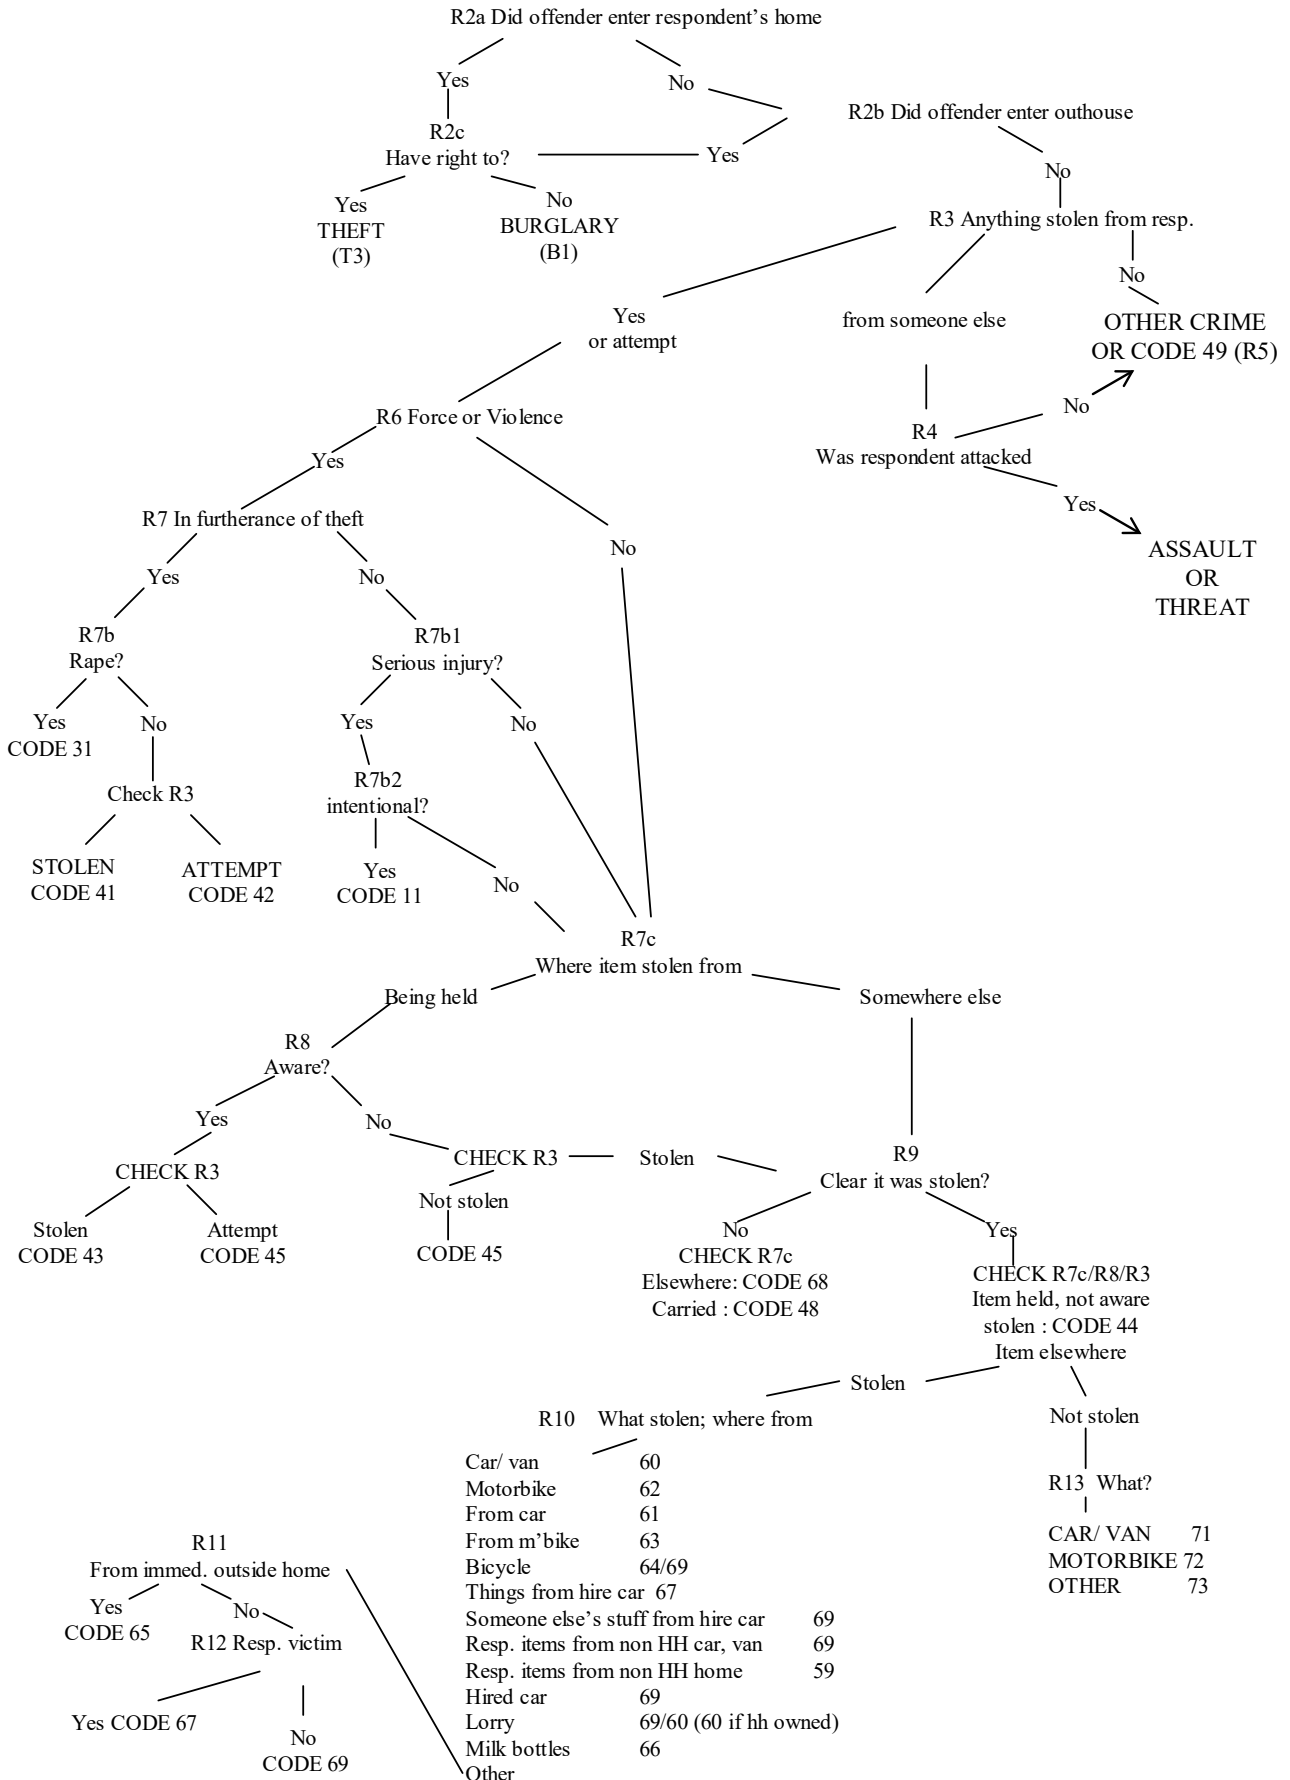 R2a Did offender enter respondent’s home
Yes
No
R2b Did offender enter outhouse
R2c
Have right to?
Yes
No
Yes
THEFT
(T3)
No
BURGLARY
(B1)
R3 Anything stolen from resp.
No
Yes
or attempt
from someone else
OTHER CRIME
OR CODE 49 (R5)
R6 Force or Violence
No
R4
Was respondent attacked
Yes
Yes
ASSAULT
OR
THREAT
R7 In furtherance of theft
No
Yes
No
R7b
Rape?
R7b1
Serious injury?
Yes
CODE 31
No
Yes
No
Check R3
R7b2
intentional?
STOLEN
CODE 41
ATTEMPT
CODE 42
Yes
CODE 11
No
R7c
Where item stolen from
Being held
Somewhere else
R8
Aware?
Yes
No
CHECK R3
CHECK R3
Stolen
R9
Clear it was stolen?
Stolen
CODE 43
Attempt
CODE 45
Not stolen
CODE 45
No
CHECK R7c
Elsewhere: CODE 68
Carried : CODE 48
Yes
CHECK R7c/R8/R3
Item held, not aware
stolen : CODE 44
Item elsewhere
Stolen
Not stolen
R10 What stolen; where from
R13 What?
CAR/ VAN 71
MOTORBIKE 72
OTHER 73
Car/ van 60
Motorbike 62
From car 61
From m’bike 63
Bicycle 64/69
Things from hire car 67
Someone else’s stuff from hire car 69
Resp. items from non HH car, van 69
Resp. items from non HH home 59
Hired car 69
Lorry 69/60 (60 if hh owned)
Milk bottles 66
Other
R11
From immed. outside home
Yes
CODE 65
No
R12 Resp. victim
Yes CODE 67
No
CODE 69